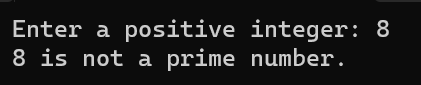 Enter a positive integer: 8
8 is not a prime number.